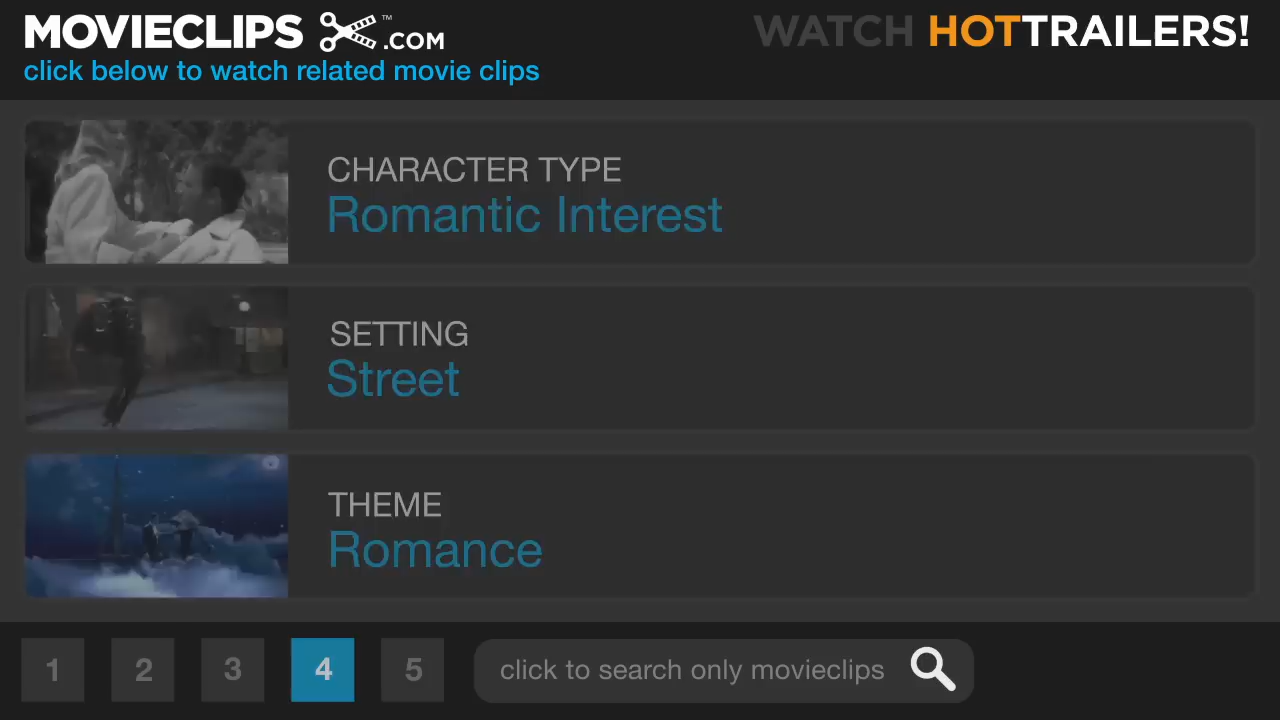 MOVIECLIPS ™ .COM
WATCH HOTTRAILERS!
click below to watch related movie clips
CHARACTER TYPE
Romantic Interest
SETTING
Street
THEME
Romance
1 2 3 4 5 click to search only movieclips